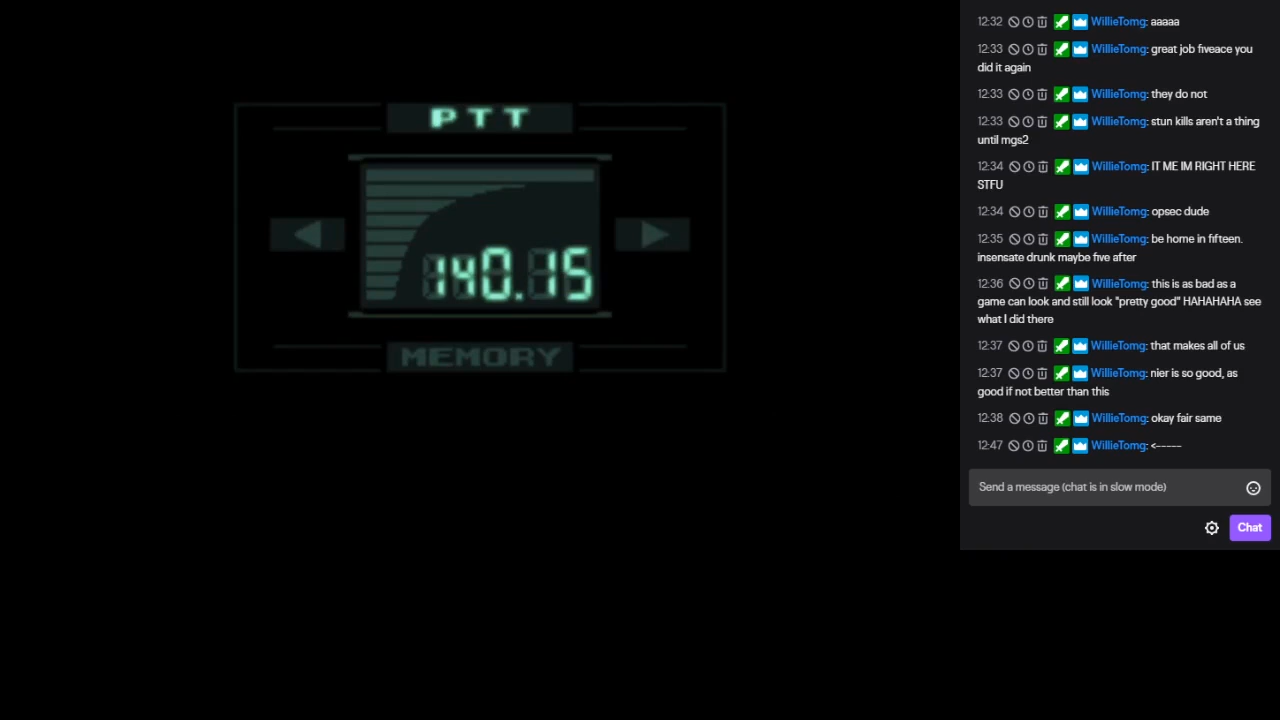 PTT
140.15
MEMORY
12:32 WillieTomg: aaaaa
12:33 WillieTomg: great job fiveace you
did it again
12:33 WillieTomg: they do not
12:33 WillieTomg: stun kills aren't a thing
until mgs2
12:34 WillieTomg: IT ME IM RIGHT HERE
STFU
12:34 WillieTomg: opsec dude
12:35 WillieTomg: be home in fifteen.
insensate drunk maybe five after
12:36 WillieTomg: this is as bad as a
game can look and still look "pretty good" HAHAHAHA see
what I did there
12:37 WillieTomg: that makes all of us
12:37 WillieTomg: nier is so good, as
good if not better than this
12:38 WillieTomg: okay fair same
12:47 WillieTomg: <-----
Send a message (chat is in slow mode)
Chat